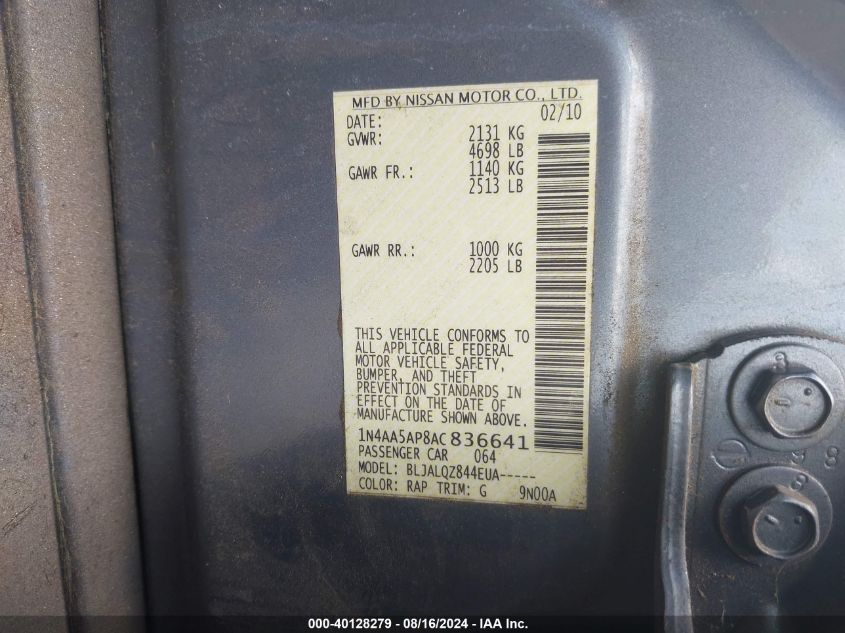 MFD BY NISSAN MOTOR CO., LTD.
DATE: 02/10
GVWR: 2131 KG
4698 LB
GAWR FR.: 1140 KG
2513 LB
GAWR RR.: 1000 KG
2205 LB
THIS VEHICLE CONFORMS TO
ALL APPLICABLE FEDERAL
MOTOR VEHICLE SAFETY,
BUMPER, AND THEFT
PREVENTION STANDARDS IN
EFFECT ON THE DATE OF
MANUFACTURE SHOWN ABOVE.
1N4AA5AP8AC836641
PASSENGER CAR 064
MODEL: BLJALQZ844EUA-----
COLOR: RAP TRIM: G 9N00A
8
98
8
000-40128279 - 08/16/2024 - IAA Inc.